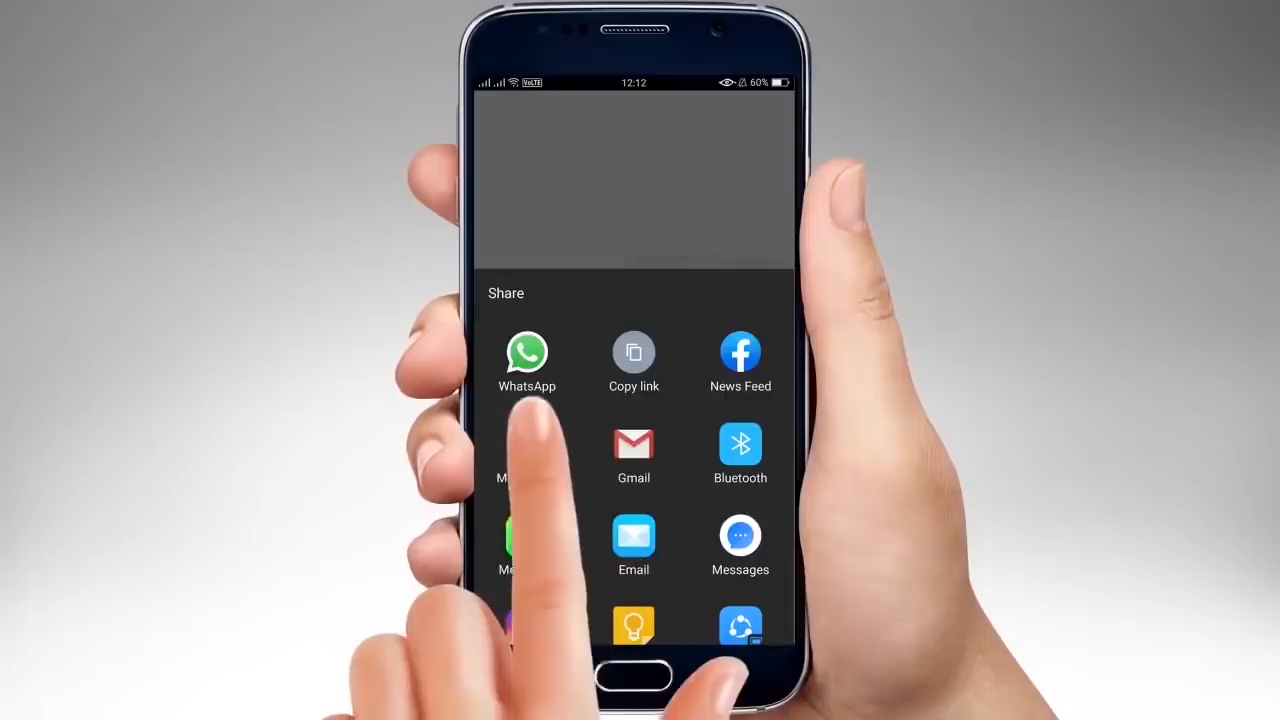 VoLTE 12:12 60%
Share
WhatsApp Copy link News Feed
Gmail Bluetooth
Email Messages